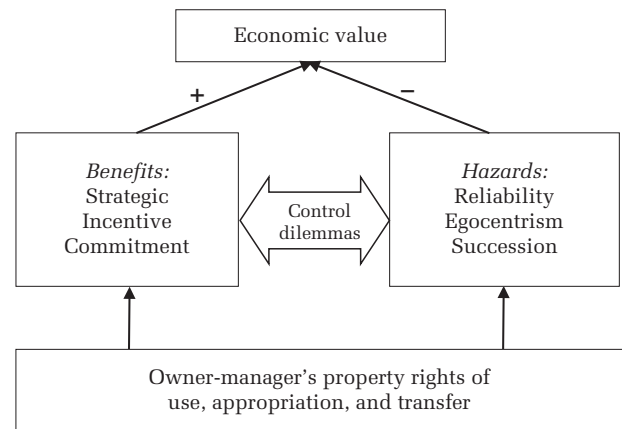 Economic value
+
−
Benefits:
Strategic
Incentive
Commitment
Control
dilemmas
Hazards:
Reliability
Egocentrism
Succession
Owner-manager's property rights of
use, appropriation, and transfer